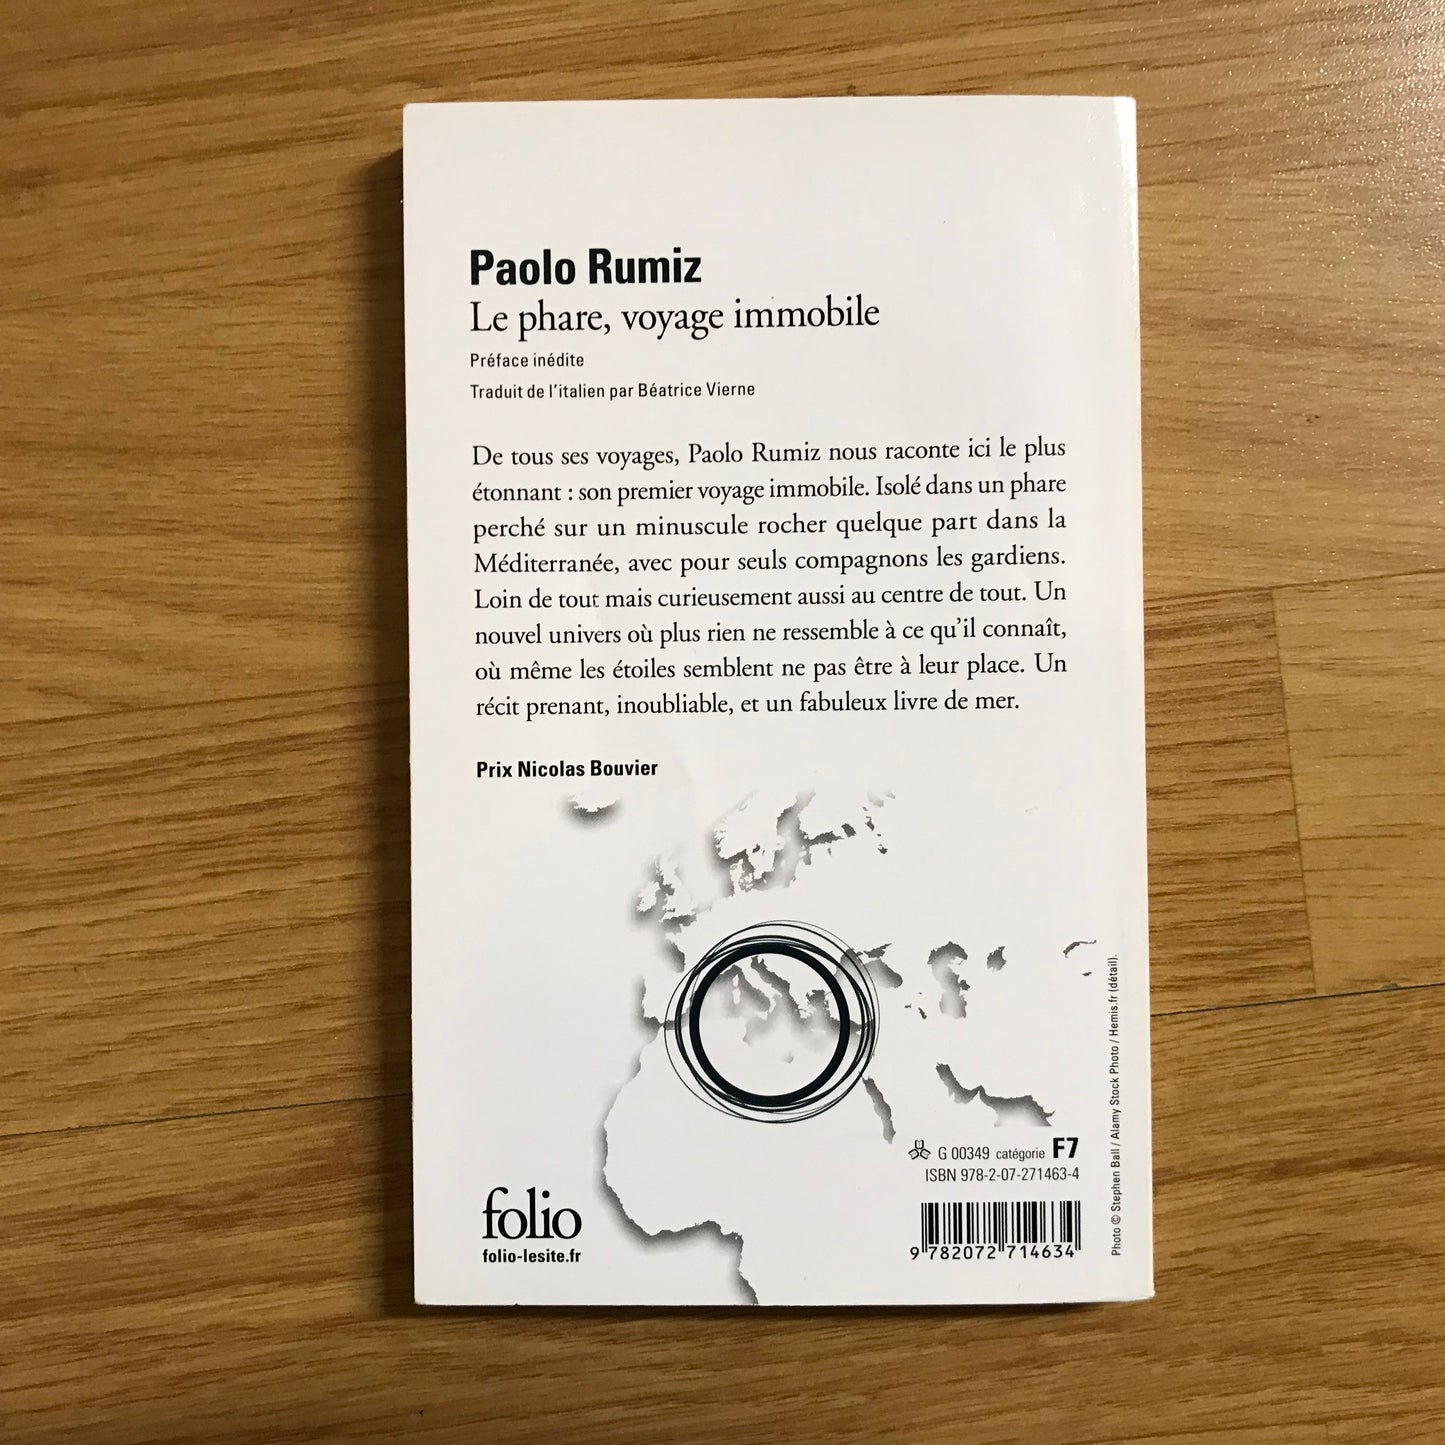 Paolo Rumiz
Le phare, voyage immobile
Préface inédite
Traduit de l'italien par Béatrice Vierne
De tous ses voyages, Paolo Rumiz nous raconte ici le plus
étonnant : son premier voyage immobile. Isolé dans un phare
perché sur un minuscule rocher quelque part dans la
Méditerranée, avec pour seuls compagnons les gardiens.
Loin de tout mais curieusement aussi au centre de tout. Un
nouvel univers où plus rien ne ressemble à ce qu'il connaît,
où même les étoiles semblent ne pas être à leur place. Un
récit prenant, inoubliable, et un fabuleux livre de mer.
Prix Nicolas Bouvier
G 00349 catégorie F7
ISBN 978-2-07-271463-4
9 782072 714634
folio
folio-lesite.fr
Photo © Stephen Ball / Alamy Stock Photo / Hemis.fr (détail).